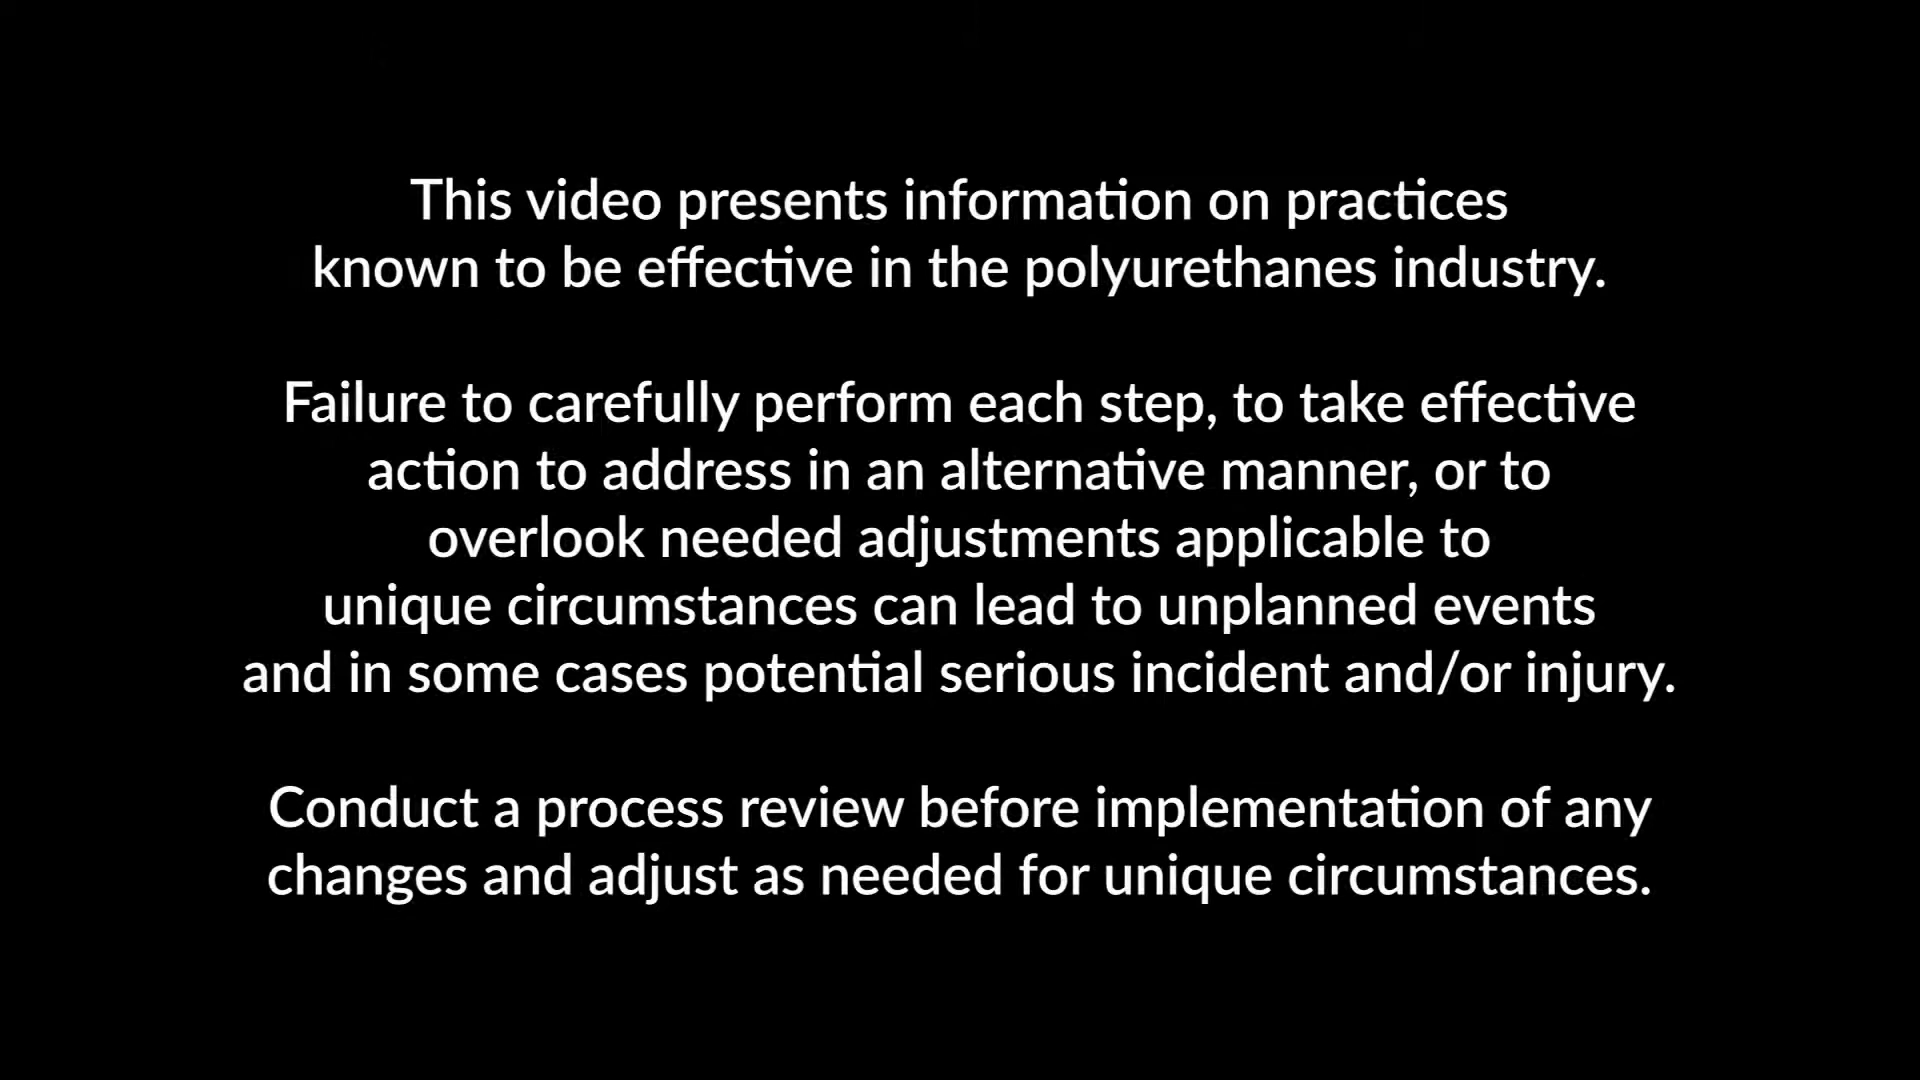 This video presents information on practices
known to be effective in the polyurethanes industry.
Failure to carefully perform each step, to take effective
action to address in an alternative manner, or to
overlook needed adjustments applicable to
unique circumstances can lead to unplanned events
and in some cases potential serious incident and/or injury.
Conduct a process review before implementation of any
changes and adjust as needed for unique circumstances.